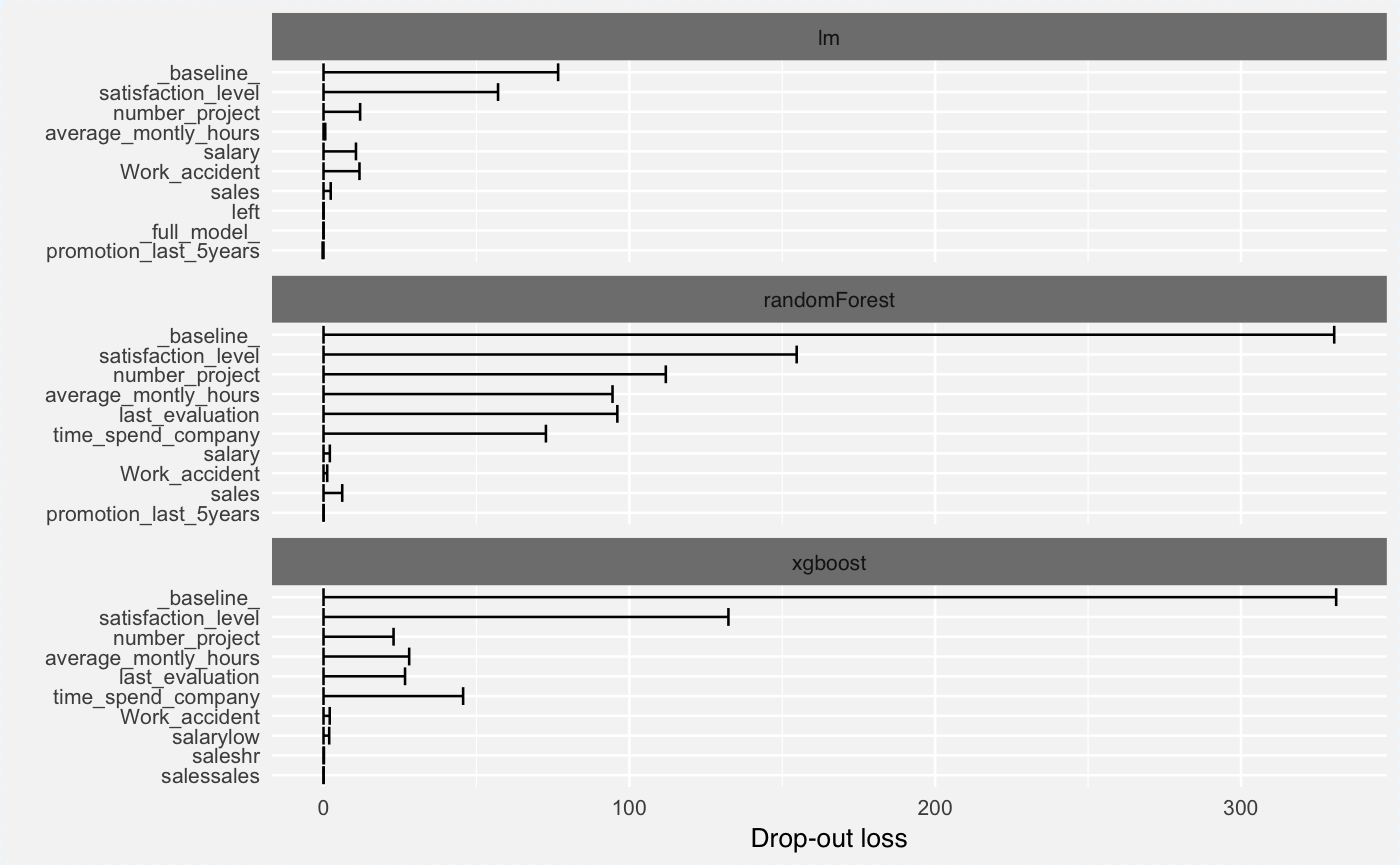 lm
_baseline_
satisfaction_level
number_project
average_montly_hours
salary
Work_accident
sales
left
_full_model_
promotion_last_5years
randomForest
_baseline_
satisfaction_level
number_project
average_montly_hours
last_evaluation
time_spend_company
salary
Work_accident
sales
promotion_last_5years
xgboost
_baseline_
satisfaction_level
number_project
average_montly_hours
last_evaluation
time_spend_company
Work_accident
salarylow
saleshr
salessales
0 100 200 300
Drop-out loss